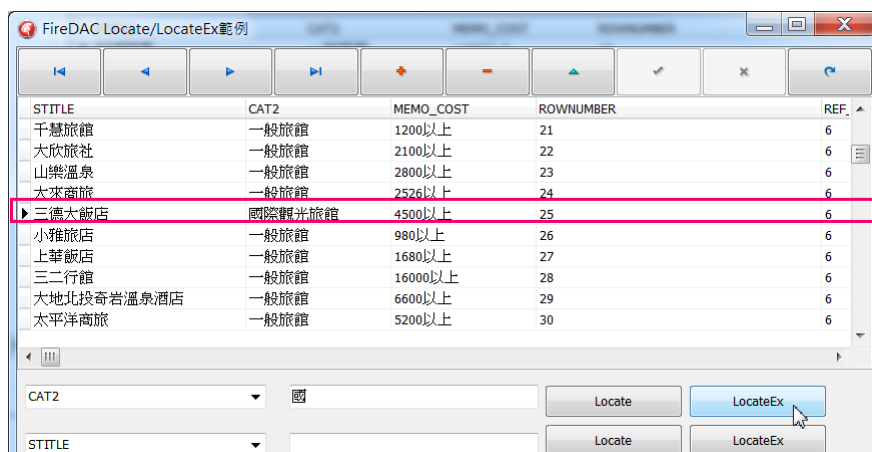 FireDAC Locate/LocateEx範例
STITLE CAT2 MEMO_COST ROWNUMBER REF_
千慧旅館 一般旅館 1200以上 21 6
大欣旅社 一般旅館 2100以上 22 6
山樂溫泉 一般旅館 2800以上 23 6
太來商旅 一般旅館 2526以上 24 6
三德大飯店 國際觀光旅館 4500以上 25 6
小雅旅店 一般旅館 980以上 26 6
上華飯店 一般旅館 1680以上 27 6
三二行館 一般旅館 16000以上 28 6
大地北投奇岩溫泉酒店 一般旅館 6600以上 29 6
太平洋商旅 一般旅館 5200以上 30 6
CAT2 國 Locate LocateEx
STITLE Locate LocateEx